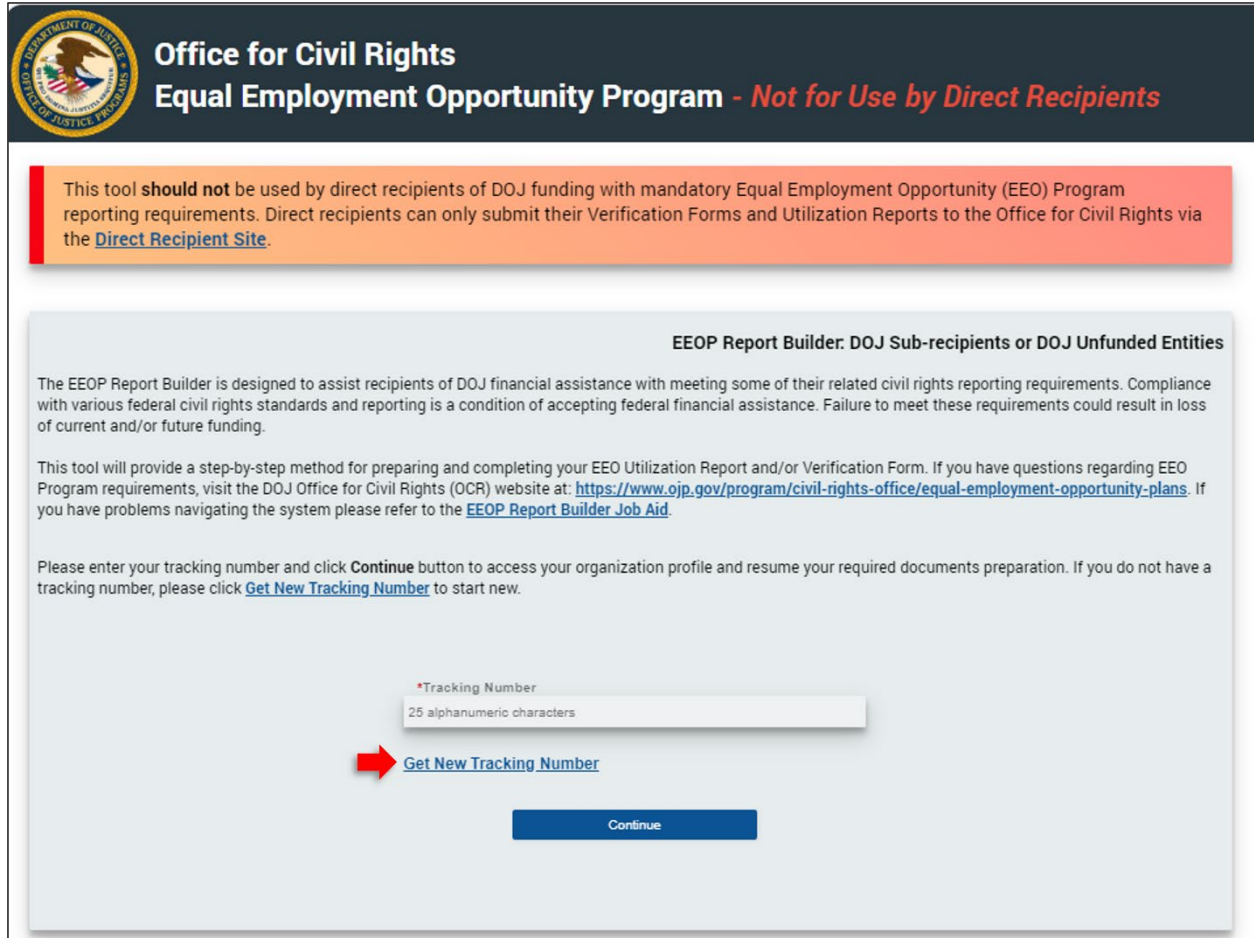 DEPARTMENT OF JUSTICE
OFFICE OF JUSTICE PROGRAMS
Office for Civil Rights
Equal Employment Opportunity Program - Not for Use by Direct Recipients
This tool should not be used by direct recipients of DOJ funding with mandatory Equal Employment Opportunity (EEO) Program
reporting requirements. Direct recipients can only submit their Verification Forms and Utilization Reports to the Office for Civil Rights via
the Direct Recipient Site.
EEOP Report Builder: DOJ Sub-recipients or DOJ Unfunded Entities
The EEOP Report Builder is designed to assist recipients of DOJ financial assistance with meeting some of their related civil rights reporting requirements. Compliance
with various federal civil rights standards and reporting is a condition of accepting federal financial assistance. Failure to meet these requirements could result in loss
of current and/or future funding.
This tool will provide a step-by-step method for preparing and completing your EEO Utilization Report and/or Verification Form. If you have questions regarding EEO
Program requirements, visit the DOJ Office for Civil Rights (OCR) website at: https://www.ojp.gov/program/civil-rights-office/equal-employment-opportunity-plans. If
you have problems navigating the system please refer to the EEOP Report Builder Job Aid.
Please enter your tracking number and click Continue button to access your organization profile and resume your required documents preparation. If you do not have a
tracking number, please click Get New Tracking Number to start new.
*Tracking Number
25 alphanumeric characters
Get New Tracking Number
Continue